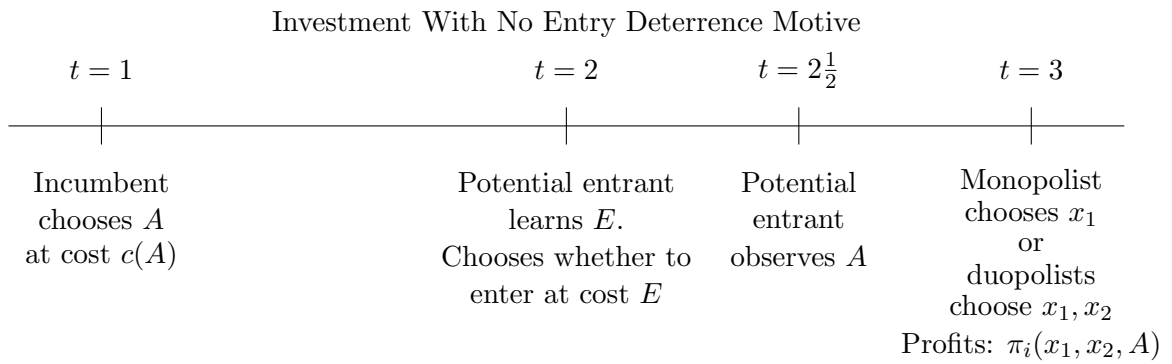 Investment With No Entry Deterrence Motive
t = 1
t = 2
t = 2½
t = 3
Incumbent
chooses A
at cost c(A)
Potential entrant
learns E.
Chooses whether to
enter at cost E
Potential
entrant
observes A
Monopolist
chooses x₁
or
duopolists
choose x₁, x₂
Profits: πᵢ(x₁, x₂, A)